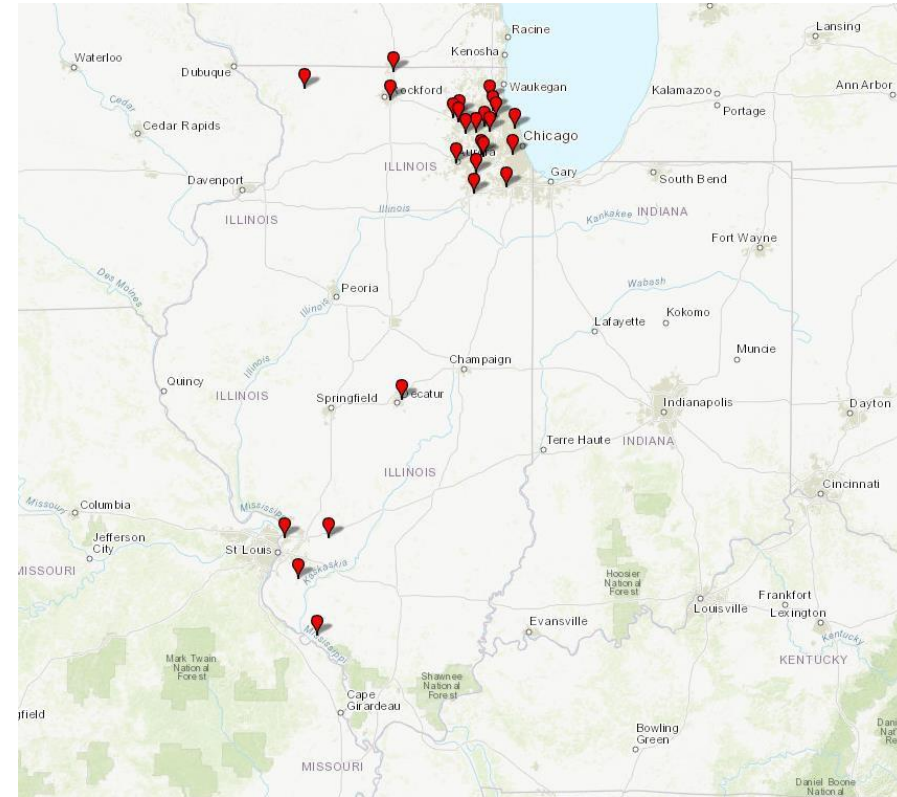 Racine
Lansing
Waterloo
Kenosha
Dubuque
Waukegan
Ann Arbor
Kalamazoo
ockford
Portage
Cedar
Cedar Rapids
Chicago
ILLINOIS
Davenport
Gary
South Bend
ILLINOIS
Illinois
Kankakee
INDIANA
Fort Wayne
Des Moines
Peoria
Illinois
Wabash
Kokomo
Lafayette
Muncie
Illinois
Champaign
Quincy
ILLINOIS
Springfield
ecatur
Indianapolis
Dayton
Terre Haute
INDIANA
ILLINOIS
Cincinnati
Missouri
Columbia
Mississippi
Jefferson
City
St Louis
Kaskaskia
MISSOURI
Hoosier
National
Forest
Louisville
Frankfort
Lexington
Evansville
Mississippi
Kentucky
KENTUCKY
Mark Twain
National
Forest
Shawnee
National
Forest
Cape
Girardeau
gfield
Bowling
Green
MISSOURI
Daniel Boone
National